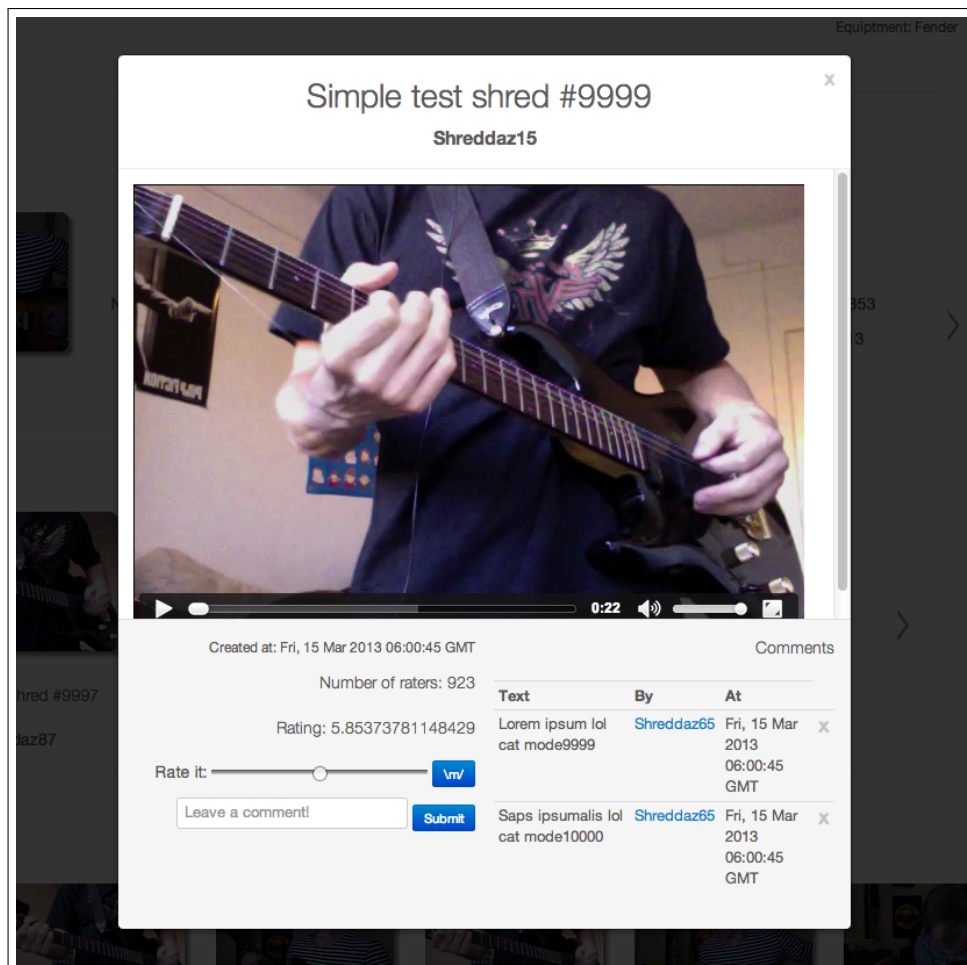 Equiptment: Fender
Simple test shred #9999
x
Shreddaz15
853
3
0:22
Created at: Fri, 15 Mar 2013 06:00:45 GMT
Comments
Number of raters: 923
Text By At
Rating: 5.85373781148429
Lorem ipsum lol Shreddaz65 Fri, 15 Mar x
cat mode9999 2013
06:00:45
GMT
Rate it: \m/
Leave a comment! Submit
Saps ipsumalis lol Shreddaz65 Fri, 15 Mar x
cat mode10000 2013
06:00:45
GMT
hred #9997
daz87